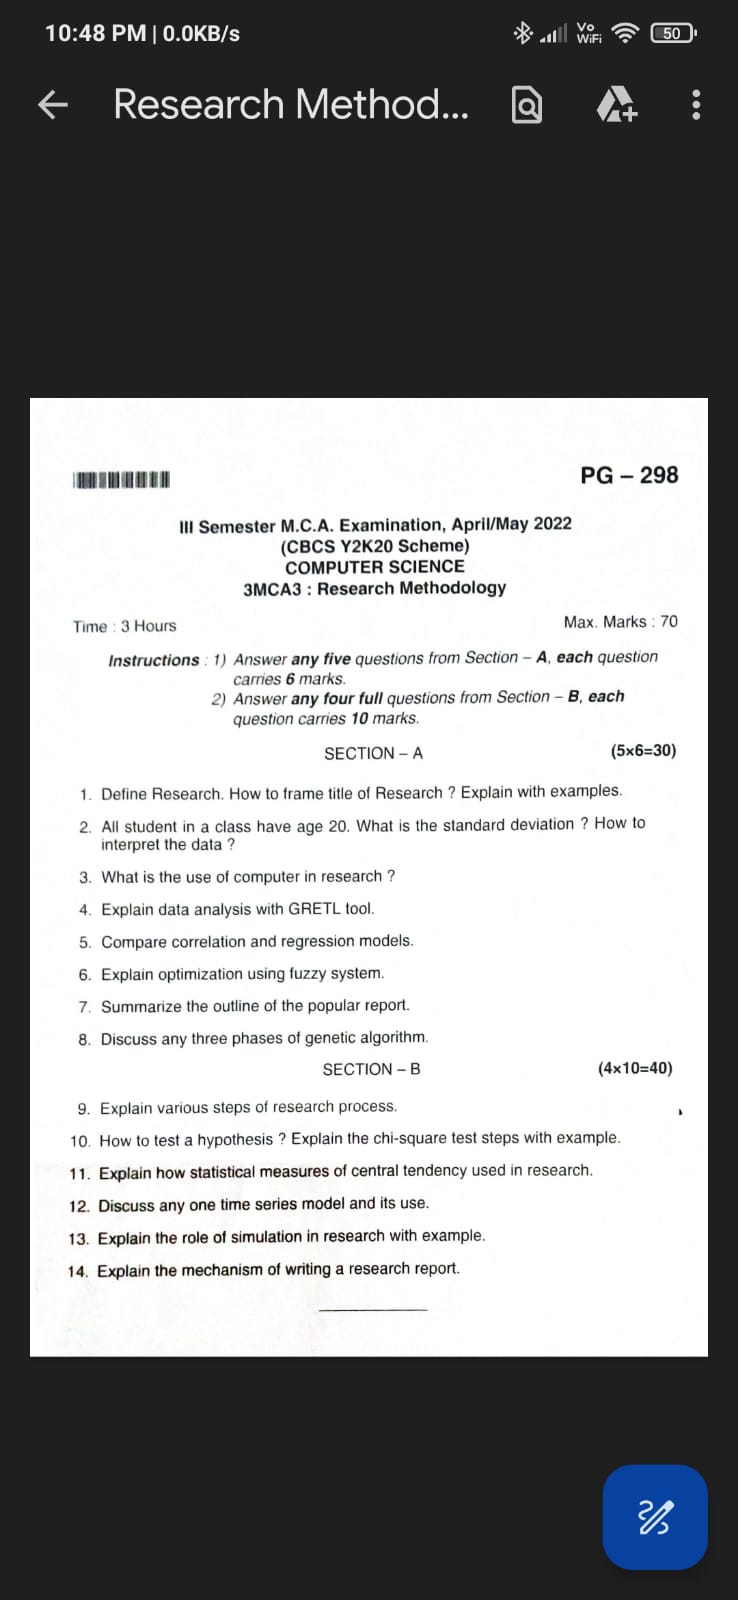 10:48 PM | 0.0KB/s
Vo
WiFi
50
Research Method...
PG – 298
III Semester M.C.A. Examination, April/May 2022
(CBCS Y2K20 Scheme)
COMPUTER SCIENCE
3MCA3 : Research Methodology
Time : 3 Hours
Max. Marks : 70
Instructions : 1) Answer any five questions from Section – A, each question
carries 6 marks.
2) Answer any four full questions from Section – B, each
question carries 10 marks.
SECTION – A
(5x6=30)
1. Define Research. How to frame title of Research ? Explain with examples.
2. All student in a class have age 20. What is the standard deviation ? How to
interpret the data ?
3. What is the use of computer in research ?
4. Explain data analysis with GRETL tool.
5. Compare correlation and regression models.
6. Explain optimization using fuzzy system.
7. Summarize the outline of the popular report.
8. Discuss any three phases of genetic algorithm.
SECTION – B
(4x10=40)
9. Explain various steps of research process.
10. How to test a hypothesis ? Explain the chi-square test steps with example.
11. Explain how statistical measures of central tendency used in research.
12. Discuss any one time series model and its use.
13. Explain the role of simulation in research with example.
14. Explain the mechanism of writing a research report.